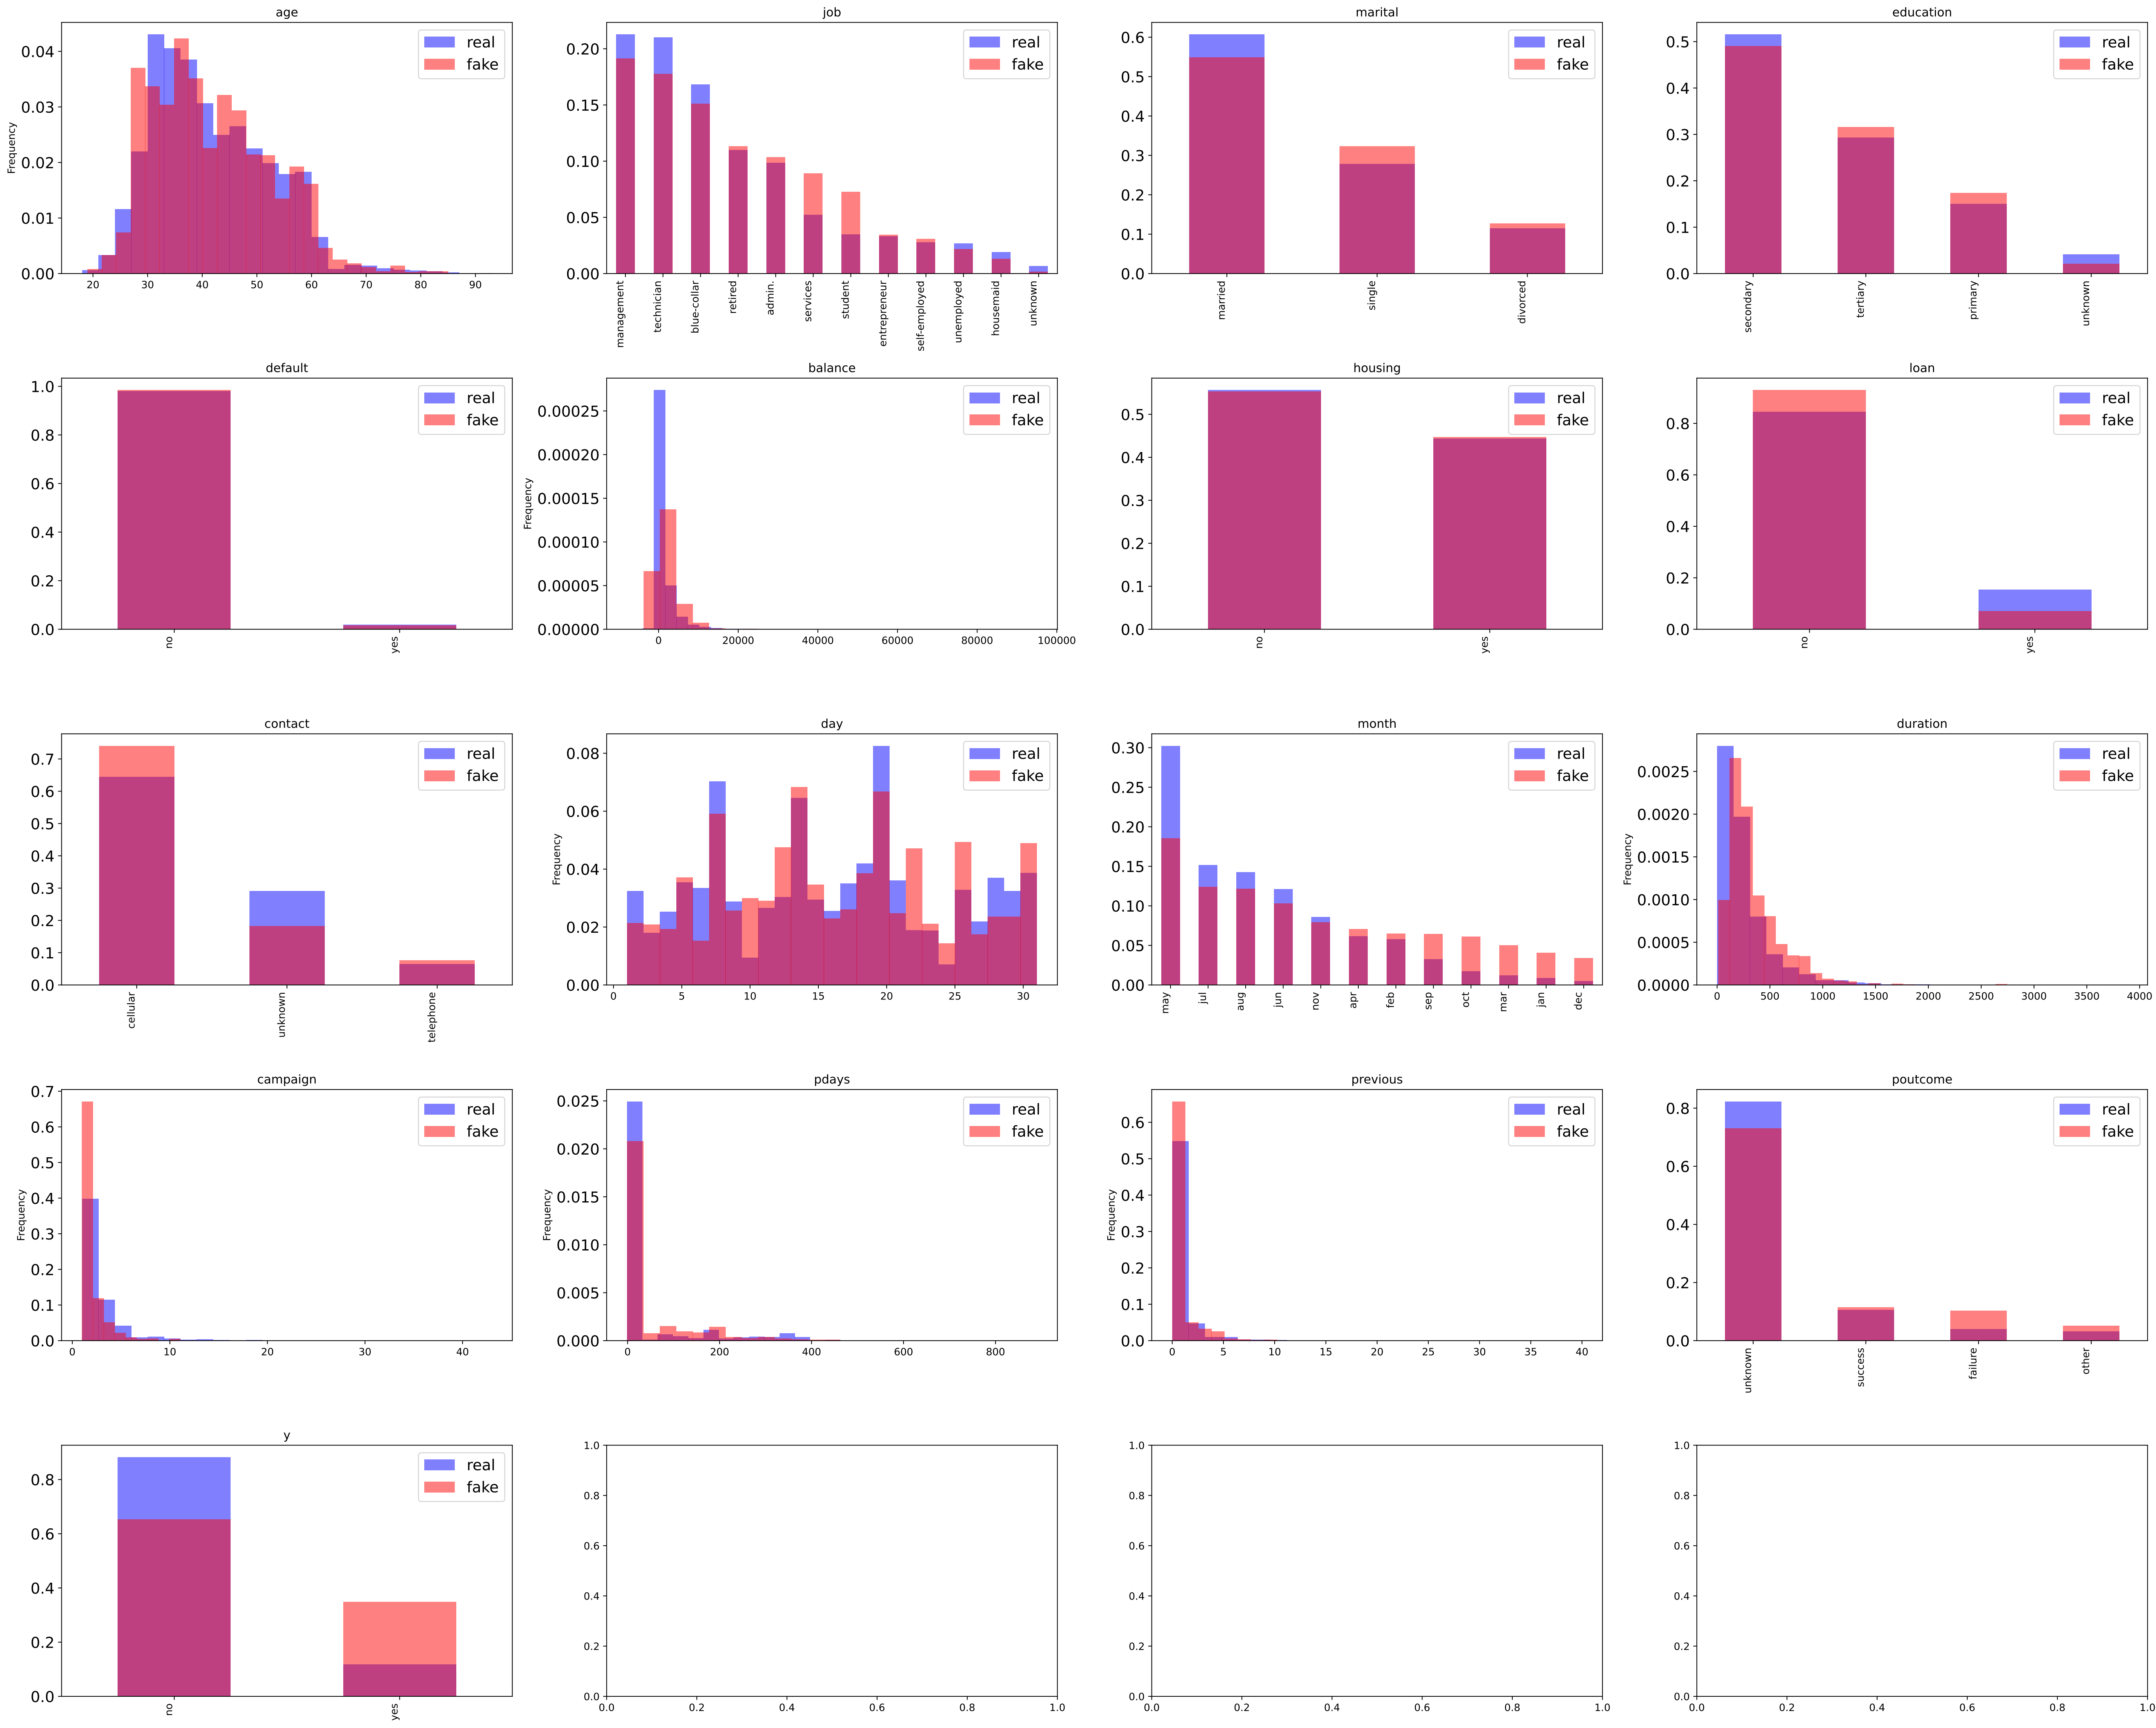 age
Frequency
0.04
0.03
0.02
0.01
0.00
20 30 40 50 60 70 80 90
real
fake
job
0.20
0.15
0.10
0.05
0.00
management technician blue-collar retired admin. services student entrepreneur self-employed unemployed housemaid unknown
real
fake
marital
0.6
0.5
0.4
0.3
0.2
0.1
0.0
married single divorced
real
fake
education
0.5
0.4
0.3
0.2
0.1
0.0
secondary tertiary primary unknown
real
fake
default
1.0
0.8
0.6
0.4
0.2
0.0
no yes
real
fake
balance
Frequency
0.00025
0.00020
0.00015
0.00010
0.00005
0.00000
0 20000 40000 60000 80000 100000
real
fake
housing
0.5
0.4
0.3
0.2
0.1
0.0
no yes
real
fake
loan
0.8
0.6
0.4
0.2
0.0
no yes
real
fake
contact
0.7
0.6
0.5
0.4
0.3
0.2
0.1
0.0
cellular unknown telephone
real
fake
day
Frequency
0.08
0.06
0.04
0.02
0.00
0 5 10 15 20 25 30
real
fake
month
0.30
0.25
0.20
0.15
0.10
0.05
0.00
may jul aug jun nov apr feb sep oct mar jan dec
real
fake
duration
Frequency
0.0025
0.0020
0.0015
0.0010
0.0005
0.0000
0 500 1000 1500 2000 2500 3000 3500 4000
real
fake
campaign
Frequency
0.7
0.6
0.5
0.4
0.3
0.2
0.1
0.0
0 10 20 30 40
real
fake
pdays
Frequency
0.025
0.020
0.015
0.010
0.005
0.000
0 200 400 600 800
real
fake
previous
Frequency
0.6
0.5
0.4
0.3
0.2
0.1
0.0
0 5 10 15 20 25 30 35 40
real
fake
poutcome
0.8
0.6
0.4
0.2
0.0
unknown success failure other
real
fake
y
0.8
0.6
0.4
0.2
0.0
no yes
real
fake
1.0
0.8
0.6
0.4
0.2
0.0
0.0 0.2 0.4 0.6 0.8 1.0
1.0
0.8
0.6
0.4
0.2
0.0
0.0 0.2 0.4 0.6 0.8 1.0
1.0
0.8
0.6
0.4
0.2
0.0
0.0 0.2 0.4 0.6 0.8 1.0